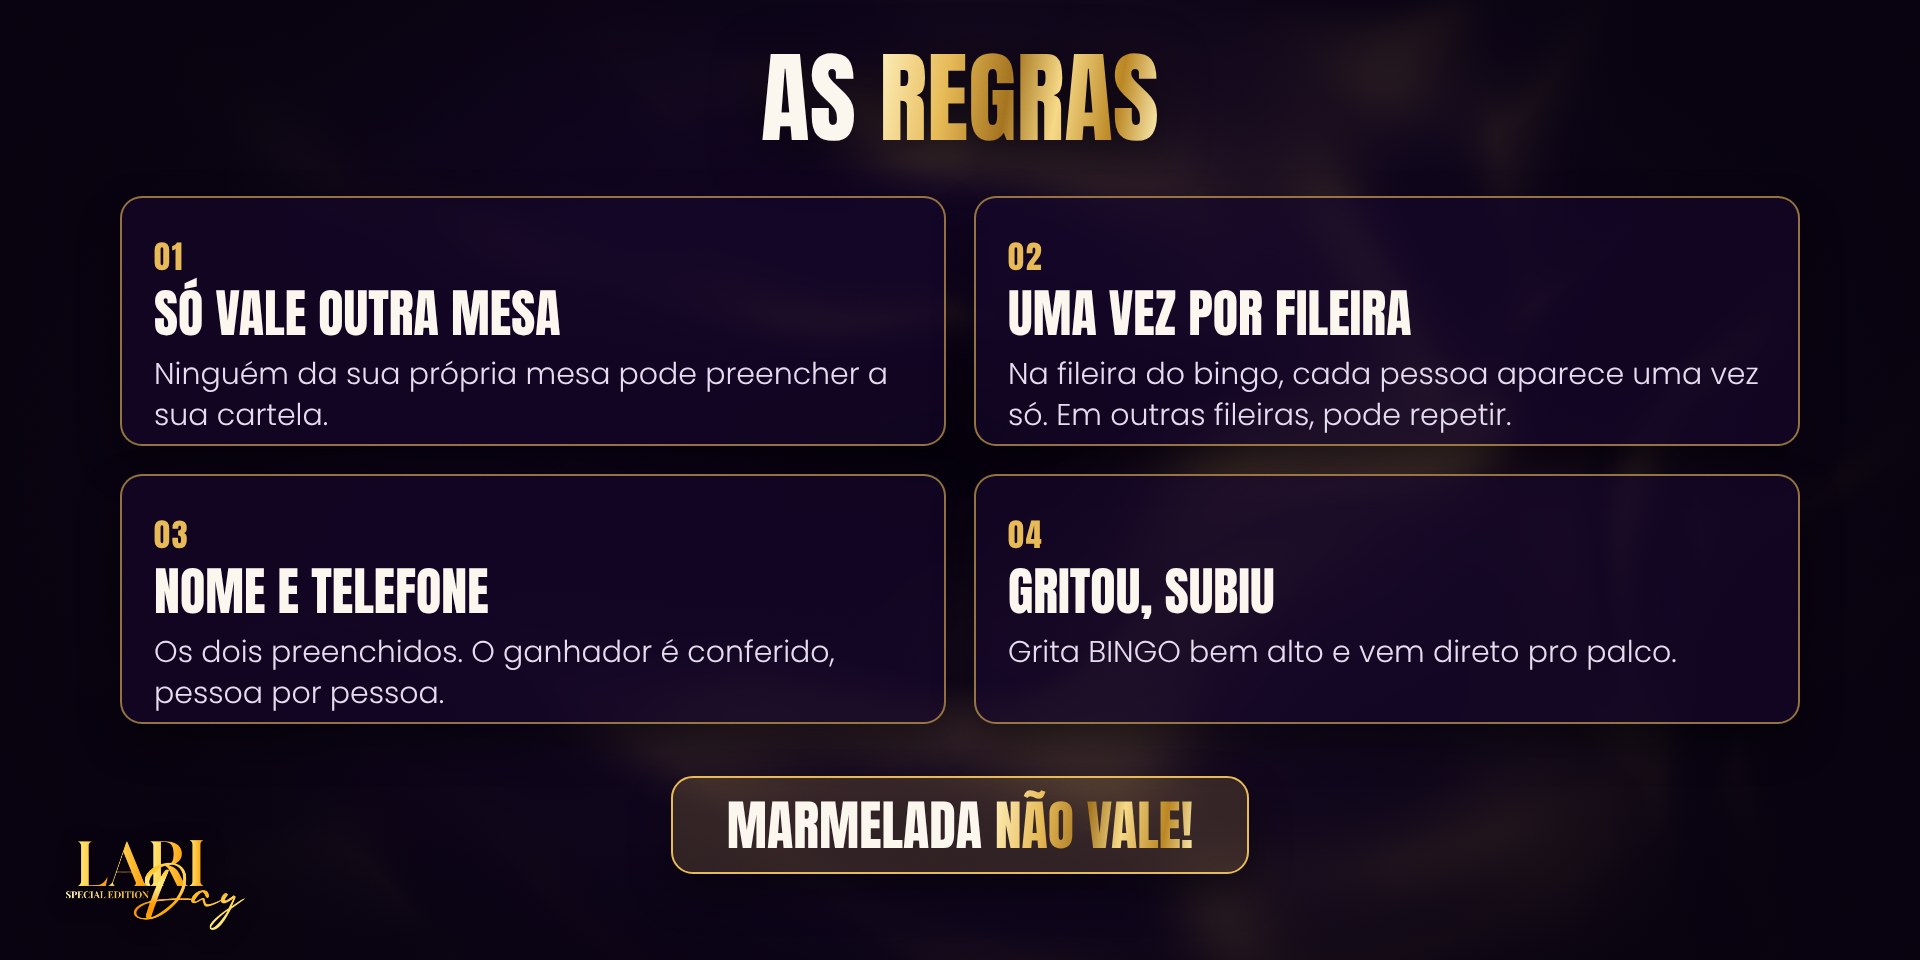 AS REGRAS
01
SÓ VALE OUTRA MESA
Ninguém da sua própria mesa pode preencher a
sua cartela.
02
UMA VEZ POR FILEIRA
Na fileira do bingo, cada pessoa aparece uma vez
só. Em outras fileiras, pode repetir.
03
NOME E TELEFONE
Os dois preenchidos. O ganhador é conferido,
pessoa por pessoa.
04
GRITOU, SUBIU
Grita BINGO bem alto e vem direto pro palco.
MARMELADA NÃO VALE!
LABI
SPECIAL EDITION Day